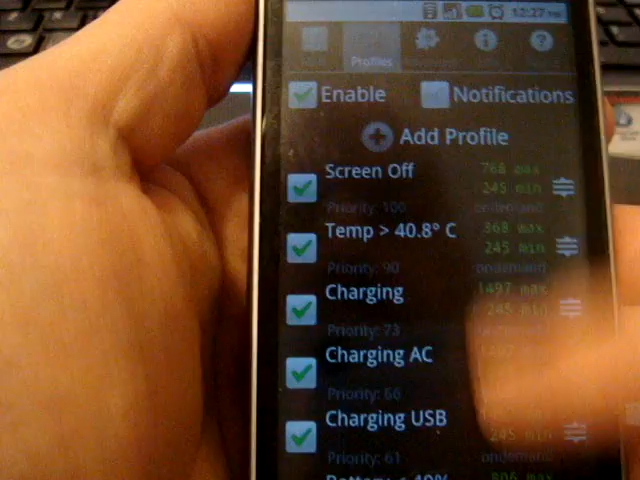 12:27 PM
Profiles
Enable
Notifications
Add Profile
Screen Off
768 max
245 min
Priority: 100
ondemand
Temp > 40.8° C
368 max
245 min
Priority: 90
ondemand
Charging
1497 max
245 min
Priority: 73
Charging AC
Priority: 66
Charging USB
245 min
Priority: 61
ondemand
806 max